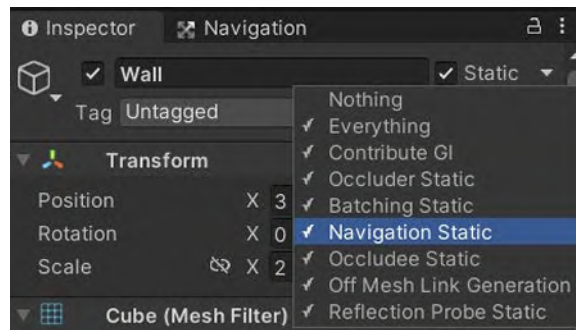 Inspector Navigation
Wall Static
Tag Untagged
Nothing
Everything
Contribute GI
Occluder Static
Batching Static
Navigation Static
Occludee Static
Off Mesh Link Generation
Reflection Probe Static
Transform
Position X 3
Rotation X 0
Scale X 2
Cube (Mesh Filter)